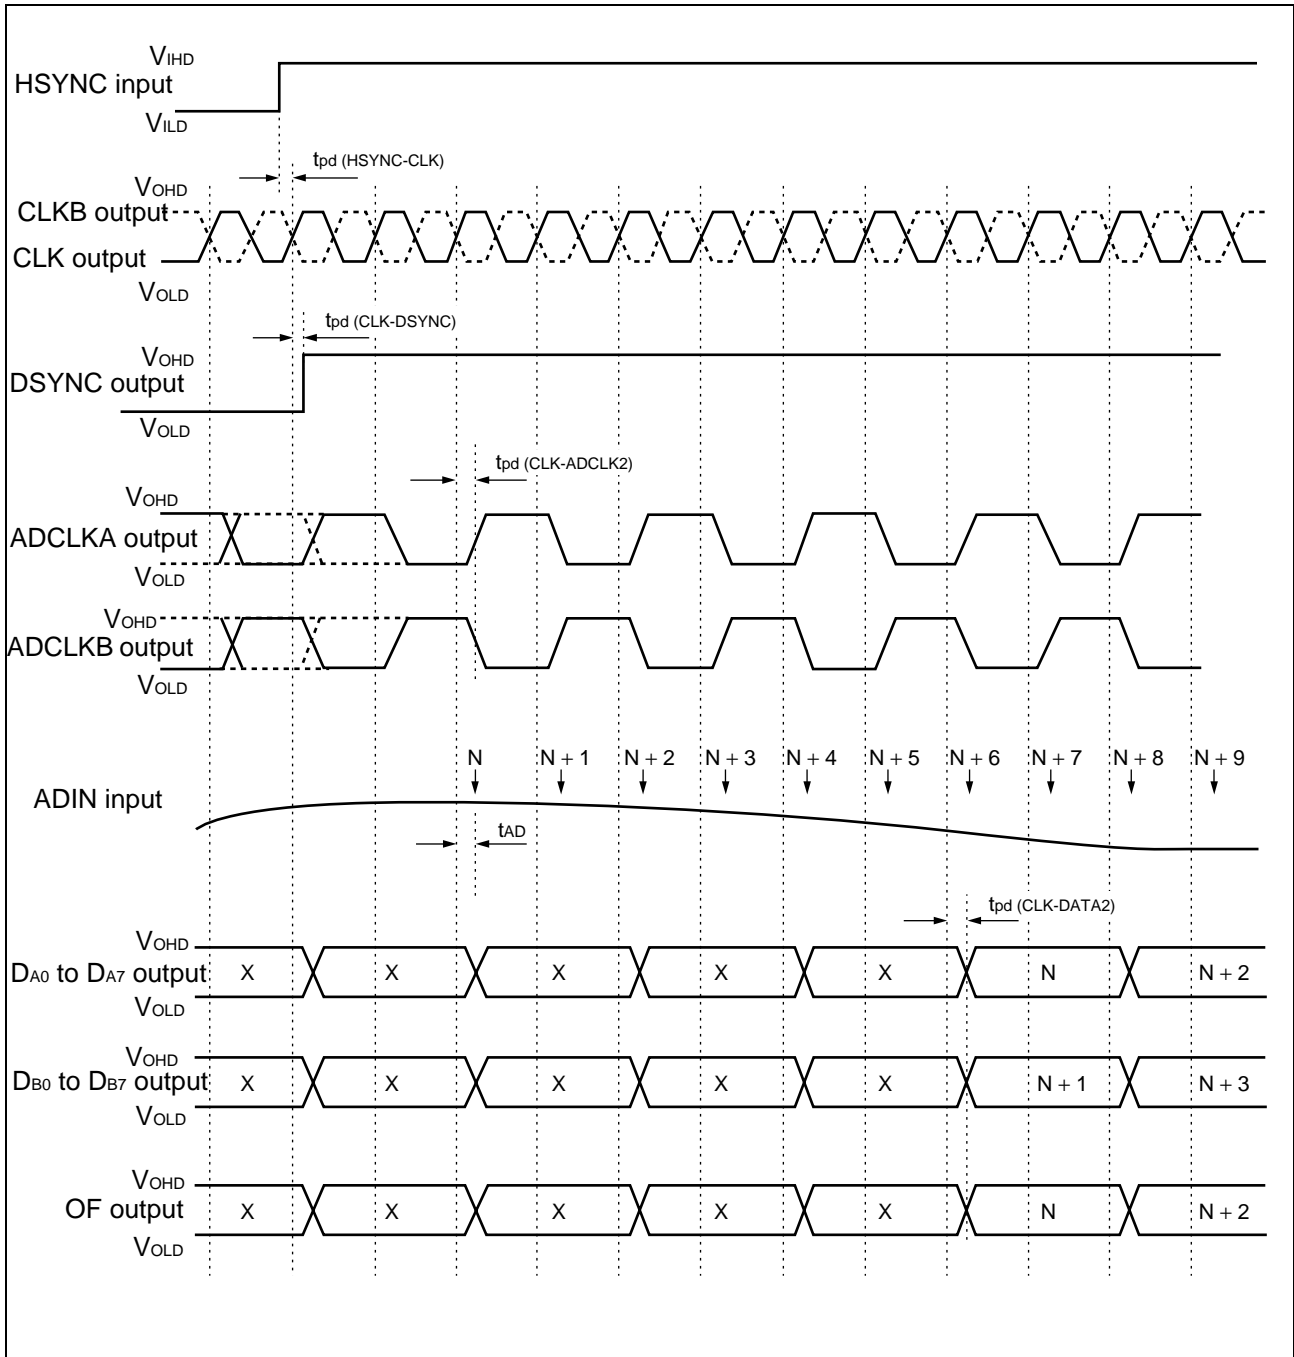 VIHD
HSYNC input
VILD
tpd (HSYNC-CLK)
VOHD
CLKB output
CLK output
VOLD
tpd (CLK-DSYNC)
VOHD
DSYNC output
VOLD
tpd (CLK-ADCLK2)
VOHD
ADCLKA output
VOLD
VOHD
ADCLKB output
VOLD
N N + 1 N + 2 N + 3 N + 4 N + 5 N + 6 N + 7 N + 8 N + 9
ADIN input
tAD
tpd (CLK-DATA2)
VOHD
DA0 to DA7 output X X X X X N N + 2
VOLD
VOHD
DB0 to DB7 output X X X X X N + 1 N + 3
VOLD
VOHD
OF output X X X X X N N + 2
VOLD